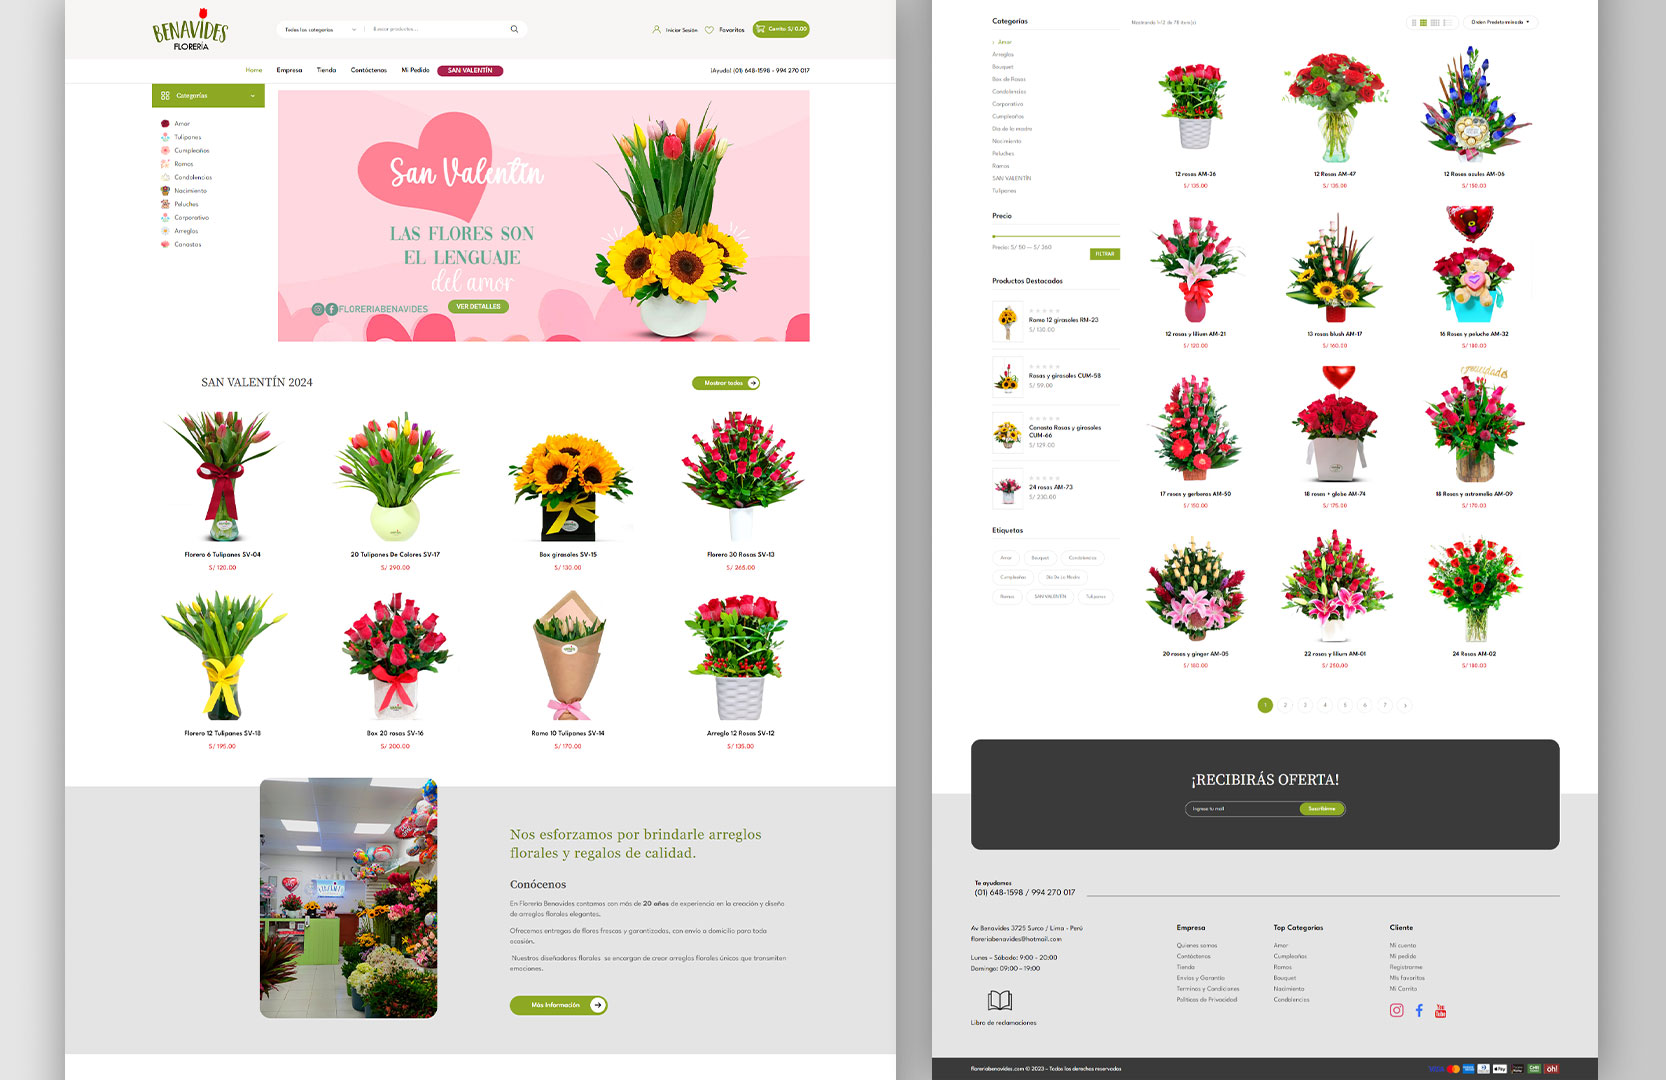 BENAVIDES
FLORERÍA
Todas las categorías
Buscar productos...
Iniciar Sesión
Favoritos
Carrito: S/ 0.00
Home
Empresa
Tienda
Contáctenos
Mi Pedido
SAN VALENTÍN
¡Ayuda! (01) 648-1598 - 994 270 017
Categorías
Amor
Tulipanes
Cumpleaños
Ramos
Condolencias
Nacimiento
Peluches
Corporativo
Arreglos
Canastas
San Valentín
LAS FLORES SON
EL LENGUAJE
del amor
VER DETALLES
FLORERIABENAVIDES
SAN VALENTÍN 2024
Mostrar todos
Florero 6 Tulipanes SV-04
S/ 120.00
20 Tulipanes De Colores SV-17
S/ 290.00
Box girasoles SV-15
S/ 130.00
Florero 30 Rosas SV-13
S/ 265.00
Florero 12 Tulipanes SV-18
S/ 195.00
Box 20 rosas SV-16
S/ 200.00
Ramo 10 Tulipanes SV-14
S/ 170.00
Arreglo 12 Rosas SV-12
S/ 135.00
Nos esforzamos por brindarle arreglos
florales y regalos de calidad.
Conócenos
En Florería Benavides contamos con más de 20 años de experiencia en la creación y diseño
de arreglos florales elegantes.
Ofrecemos entregas de flores frescas y garantizadas, con envío a domicilio para toda
ocasión.
Nuestros diseñadores florales se encargan de crear arreglos florales únicos que transmiten
emociones.
Más Información
Categorías
Amor
Arreglos
Bouquet
Box de Rosas
Condolencias
Corporativo
Cumpleaños
Dia de la madre
Nacimiento
Peluches
Ramos
SAN VALENTÍN
Tulipanes
Precio
Precio: S/ 50 — S/ 360
FILTRAR
Productos Destacados
Ramo 12 girasoles RM-23
S/ 130.00
Rosas y girasoles CUM-58
S/ 59.00
Canasta Rosas y girasoles
CUM-66
S/ 129.00
24 rosas AM-73
S/ 230.00
Etiquetas
Amor
Bouquet
Condolencias
Cumpleaños
Dia De La Madre
Ramos
SAN VALENTÍN
Tulipanes
Orden Predeterminado
12 rosas AM-36
S/ 135.00
12 Rosas AM-47
S/ 135.00
12 Rosas azules AM-06
S/ 150.00
12 rosas y lilium AM-21
S/ 120.00
13 rosas blush AM-17
S/ 160.00
16 Rosas y peluche AM-32
S/ 180.00
17 rosas y gerberas AM-50
S/ 150.00
18 rosas + globo AM-74
S/ 175.00
18 Rosas y astromelia AM-09
S/ 170.00
20 rosas y ginger AM-05
S/ 180.00
22 rosas y lilium AM-01
S/ 250.00
24 Rosas AM-02
S/ 180.00
1 2 3 4 5 6 7
¡RECIBIRÁS OFERTA!
Ingrese tu mail
Suscribirme
Te ayudamos
(01) 648-1598 / 994 270 017
Av Benavides 3725 Surco / Lima - Perú
floreriabenavides@hotmail.com
Lunes – Sábado: 9:00 - 20:00
Domingo: 09:00 – 19:00
Libro de reclamaciones
Empresa
Quienes somos
Contáctenos
Tienda
Envíos y Garantía
Terminos y Condiciones
Políticas de Privacidad
Top Categorías
Amor
Cumpleaños
Ramos
Bouquet
Nacimiento
Condolencias
Cliente
Mi cuenta
Mi pedido
Registrarme
Mis favoritos
Mi Carrito
floreriabenavides.com © 2023 – Todos los derechos reservados
VISA
oh!